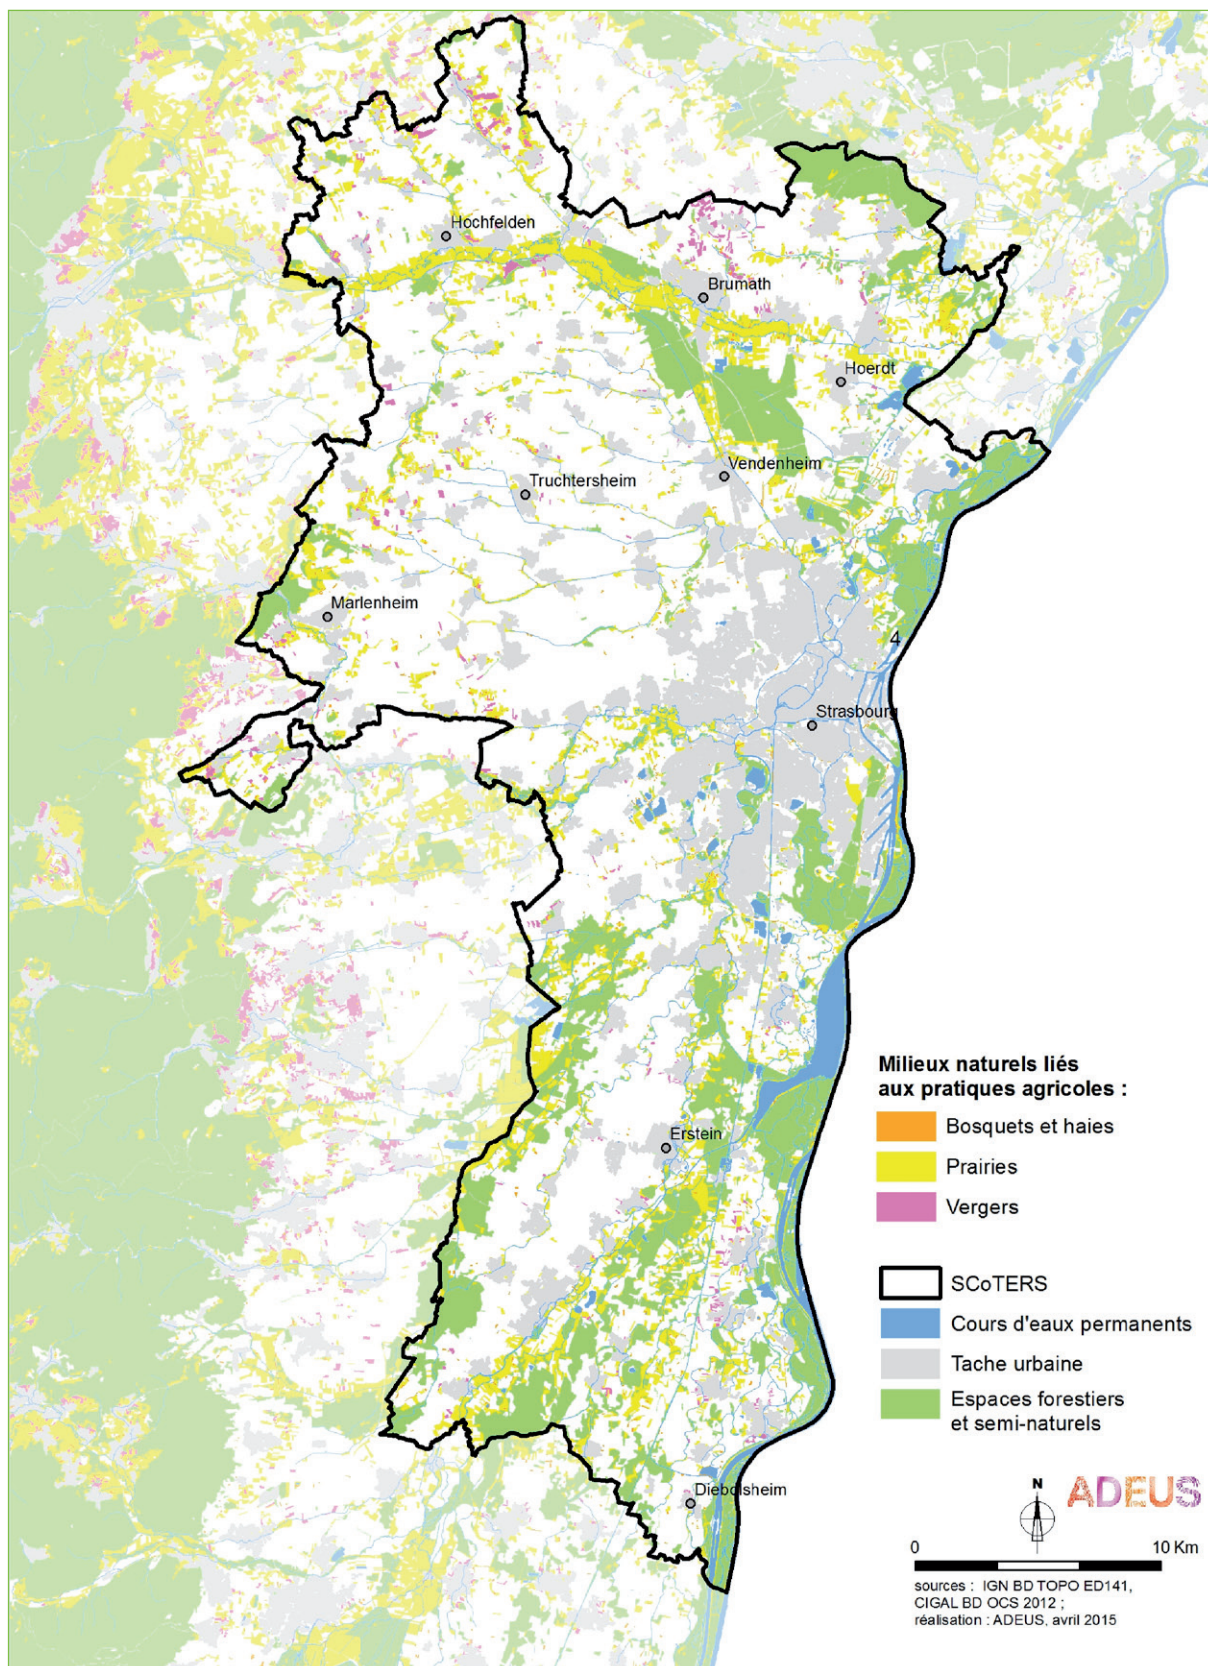 Hochfelden
Brumath
Hoerdt
Vendenheim
Truchtersheim
Marlenheim
4
Strasbourg
Erstein
Diebolsheim
Milieux naturels liés
aux pratiques agricoles :
Bosquets et haies
Prairies
Vergers
SCoTERS
Cours d'eaux permanents
Tache urbaine
Espaces forestiers
et semi-naturels
N
ADEUS
0 10 Km
sources : IGN BD TOPO ED141,
CIGAL BD OCS 2012 ;
réalisation : ADEUS, avril 2015